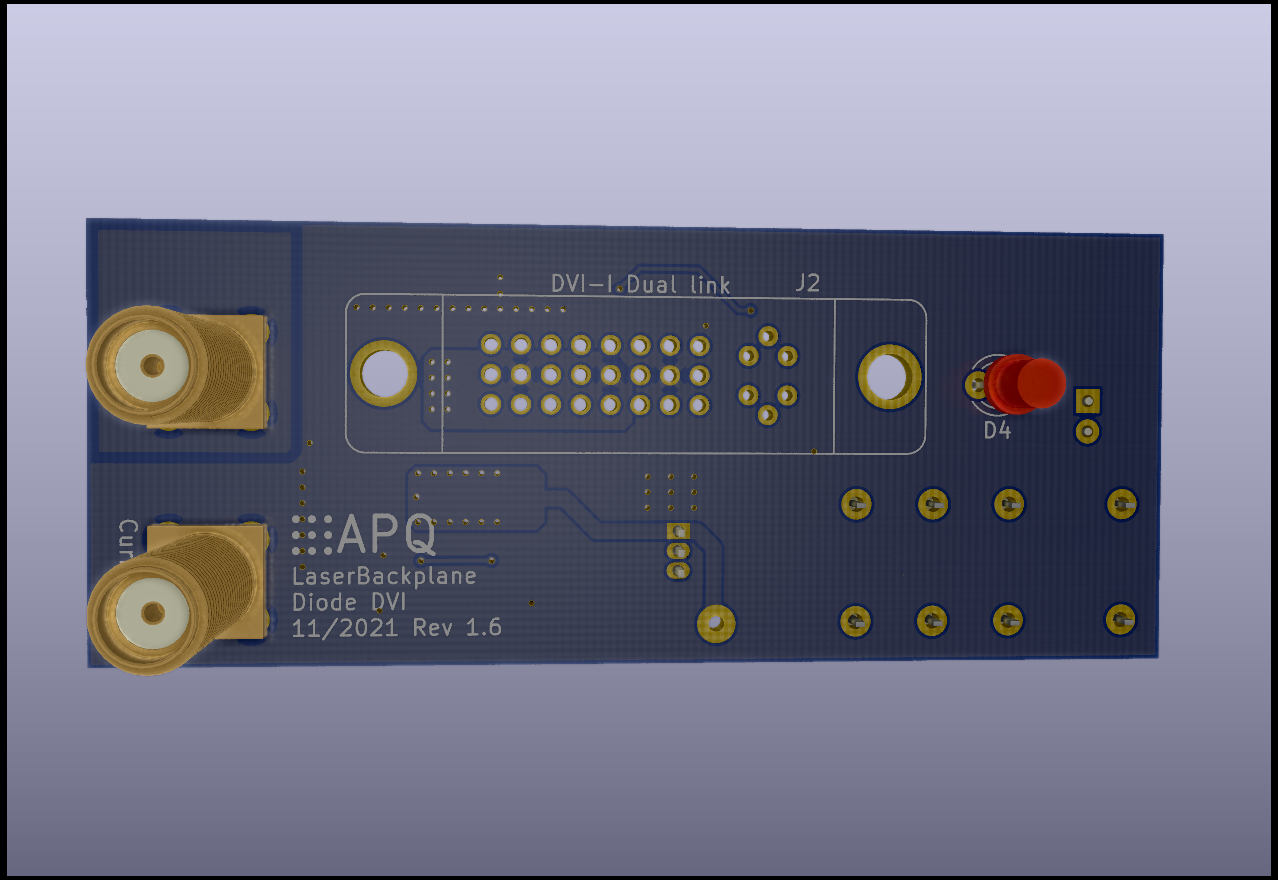 DVI-I Dual link
J2
D4
APQ
LaserBackplane
Diode DVI
11/2021 Rev 1.6